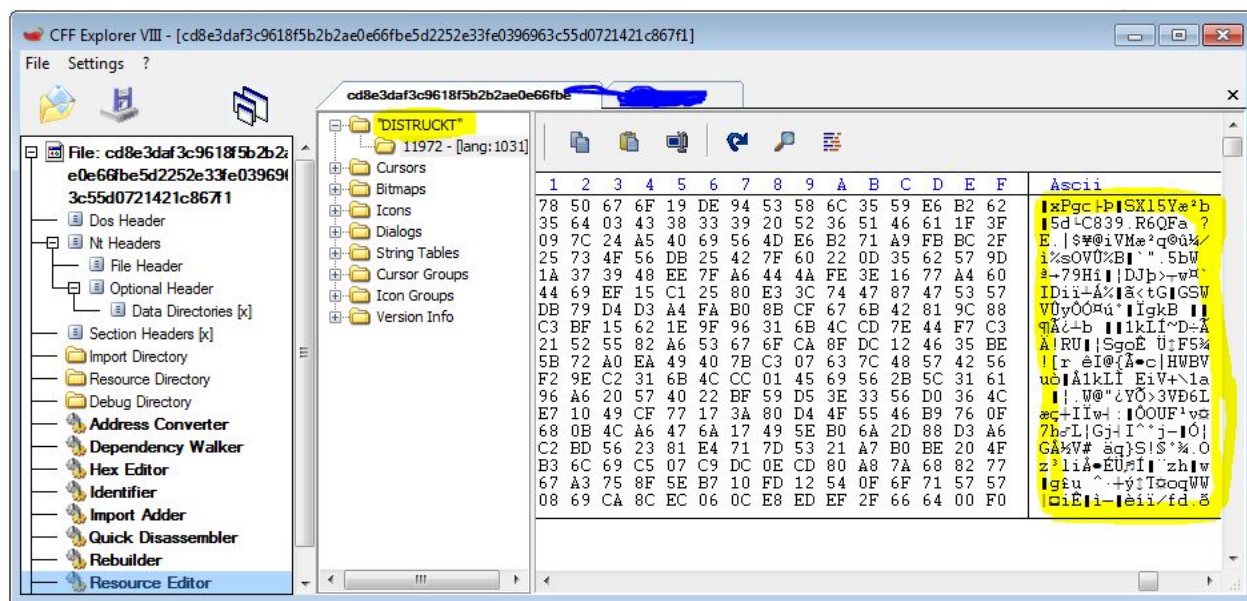 CFF Explorer VIII - [cd8e3daf3c9618f5b2b2ae0e66fbe5d2252e33fe0396963c55d0721421c867f1]
File Settings ?
cd8e3daf3c9618f5b2b2ae0e66fbe
File: cd8e3daf3c9618f5b2b2a
e0e66fbe5d2252e33fe039696
3c55d0721421c867f1
Dos Header
Nt Headers
File Header
Optional Header
Data Directories [x]
Section Headers [x]
Import Directory
Resource Directory
Debug Directory
Address Converter
Dependency Walker
Hex Editor
Identifier
Import Adder
Quick Disassembler
Rebuilder
Resource Editor
"DISTRUCKT"
11972 - [lang:1031]
Cursors
Bitmaps
Icons
Dialogs
String Tables
Cursor Groups
Icon Groups
Version Info
1 2 3 4 5 6 7 8 9 A B C D E F Ascii
78 50 67 6F 19 DE 94 53 58 6C 35 59 E6 B2 62
35 64 03 43 38 33 39 20 52 36 51 46 61 1F 3F
09 7C 24 A5 40 69 56 4D E6 B2 71 A9 FB BC 2F
25 73 4F 56 DB 25 42 7F 60 22 0D 35 62 57 9D
1A 37 39 48 EE 7F A6 44 4A FE 3E 16 77 A4 60
44 69 EF 15 C1 25 80 E3 3C 74 47 87 47 53 57
DB 79 D4 D3 A4 FA B0 8B CF 67 6B 42 81 9C 88
C3 BF 15 62 1E 9F 96 31 6B 4C CD 7E 44 F7 C3
21 52 55 82 A6 53 67 6F CA 8F DC 12 46 35 BE
5B 72 A0 EA 49 40 7B C3 07 63 7C 48 57 42 56
F2 9E C2 31 6B 4C CC 01 45 69 56 2B 5C 31 61
96 A6 20 57 40 22 BF 59 D5 3E 33 56 D0 36 4C
E7 10 49 CF 77 17 3A 80 D4 4F 55 46 B9 76 0F
68 0B 4C A6 47 6A 17 49 5E B0 6A 2D 88 D3 A6
C2 BD 56 23 81 E4 71 7D 53 21 A7 B0 BE 20 4F
B3 6C 69 C5 07 C9 DC 0E CD 80 A8 7A 68 82 77
67 A3 75 8F 5E B7 10 FD 12 54 0F 6F 71 57 57
08 69 CA 8C EC 06 0C E8 ED EF 2F 66 64 00 F0